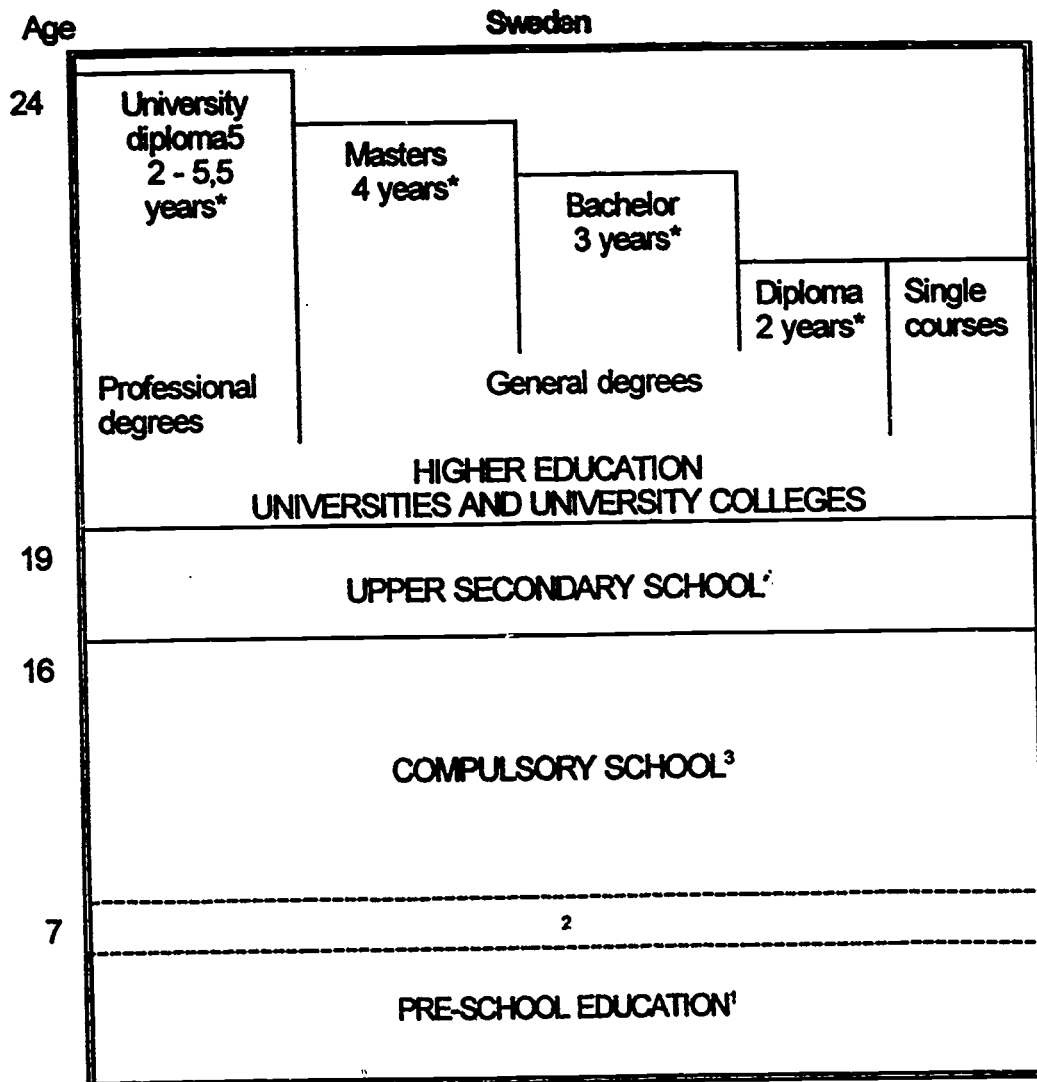 Age
Sweden
24
University
diploma5
2 - 5,5
years*
Masters
4 years*
Bachelor
3 years*
Diploma
2 years*
Single
courses
Professional
degrees
General degrees
HIGHER EDUCATION
UNIVERSITIES AND UNIVERSITY COLLEGES
19
UPPER SECONDARY SCHOOL
16
COMPULSORY SCHOOL³
7
2
PRE-SCHOOL EDUCATION¹